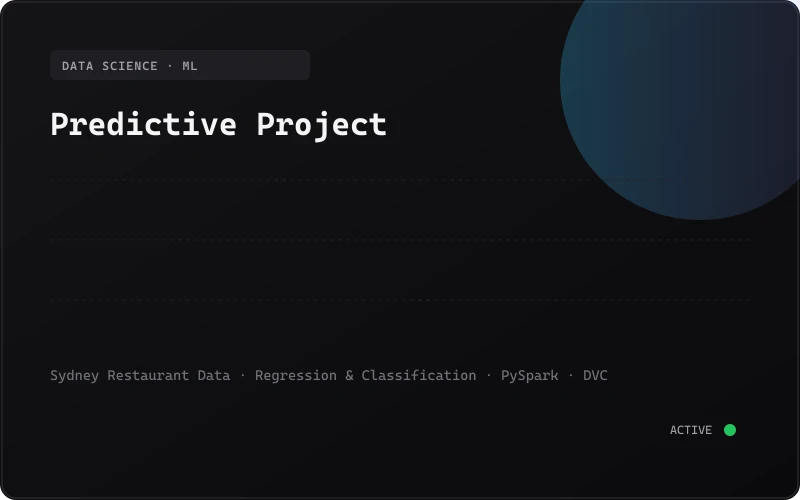 DATA SCIENCE · ML
Predictive Project
Sydney Restaurant Data · Regression & Classification · PySpark · DVC
ACTIVE